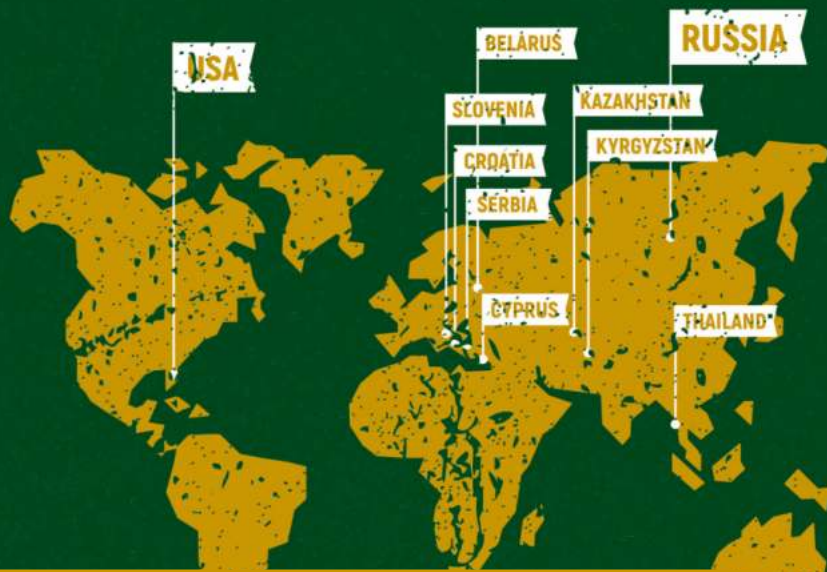 USA
BELARUS
RUSSIA
SLOVENIA
KAZAKHSTAN
CROATIA
KYRGYZSTAN
SERBIA
CYPRUS
THAILAND